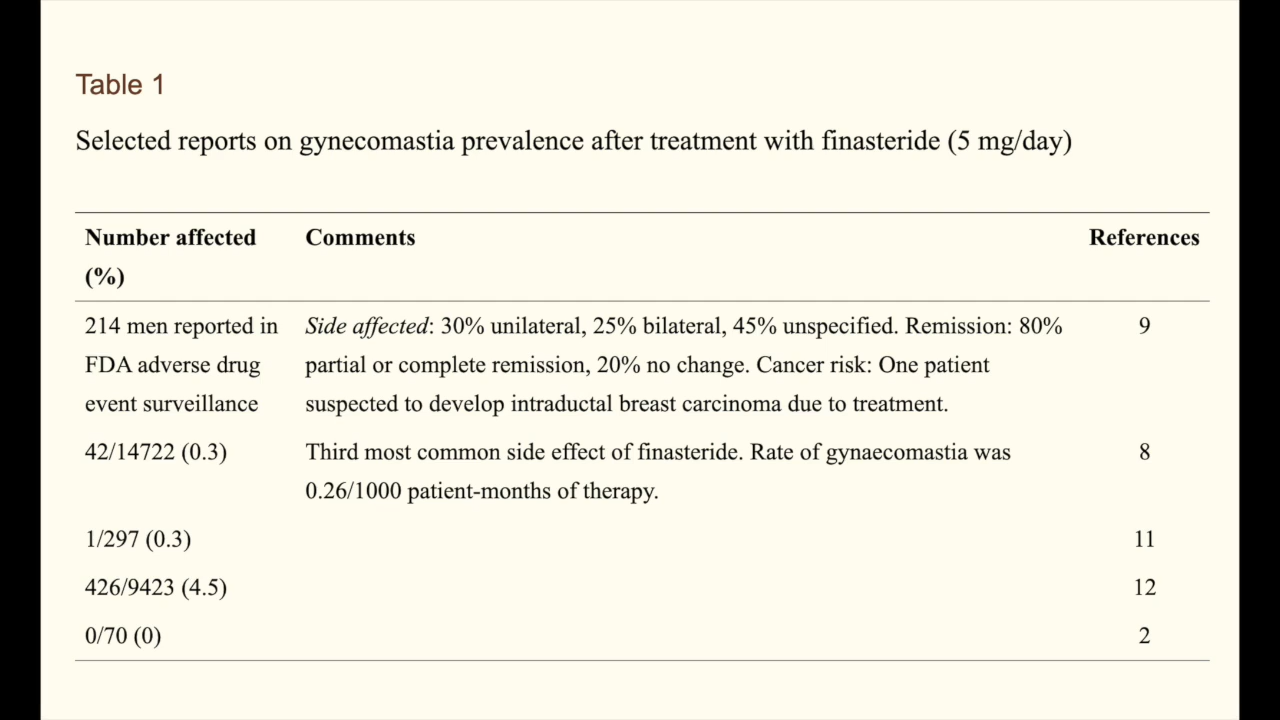 Table 1
Selected reports on gynecomastia prevalence after treatment with finasteride (5 mg/day)
Number affected Comments References
(%)
214 men reported in Side affected: 30% unilateral, 25% bilateral, 45% unspecified. Remission: 80% 9
FDA adverse drug partial or complete remission, 20% no change. Cancer risk: One patient
event surveillance suspected to develop intraductal breast carcinoma due to treatment.
42/14722 (0.3) Third most common side effect of finasteride. Rate of gynaecomastia was 8
0.26/1000 patient-months of therapy.
1/297 (0.3) 11
426/9423 (4.5) 12
0/70 (0) 2